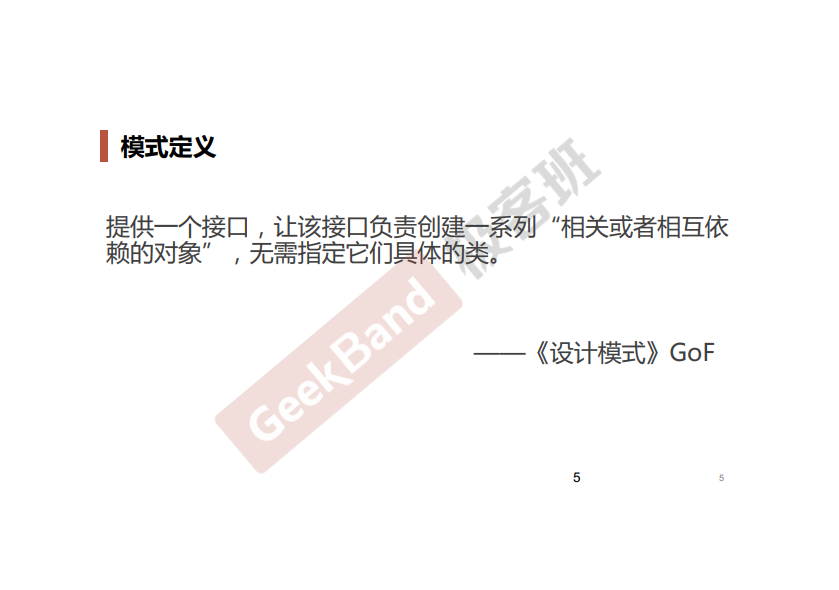 模式定义
提供一个接口，让该接口负责创建一系列“相关或者相互依
赖的对象”，无需指定它们具体的类。
——《设计模式》GoF
GeekBand 极客班
5
5